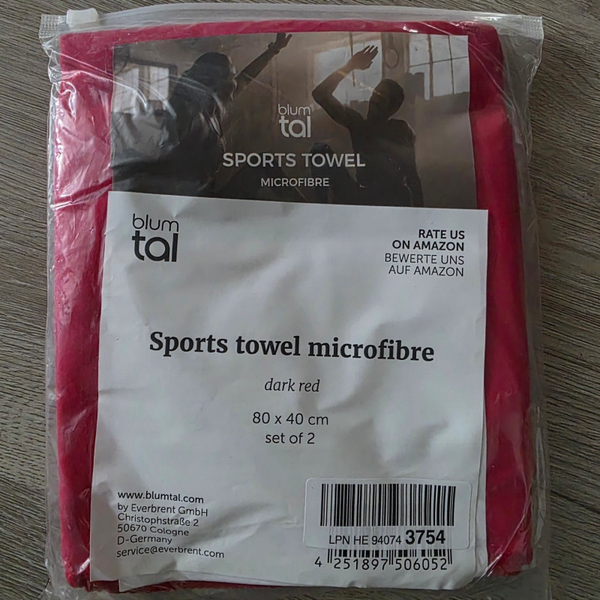 blum
tal
SPORTS TOWEL
MICROFIBRE
blum
tal
RATE US
ON AMAZON
BEWERTE UNS
AUF AMAZON
Sports towel microfibre
dark red
80 x 40 cm
set of 2
www.blumtal.com
by Everbrent GmbH
Christophstraße 2
50670 Cologne
D-Germany
service@everbrent.com
LPN HE 94074 3754
4 251897 506052